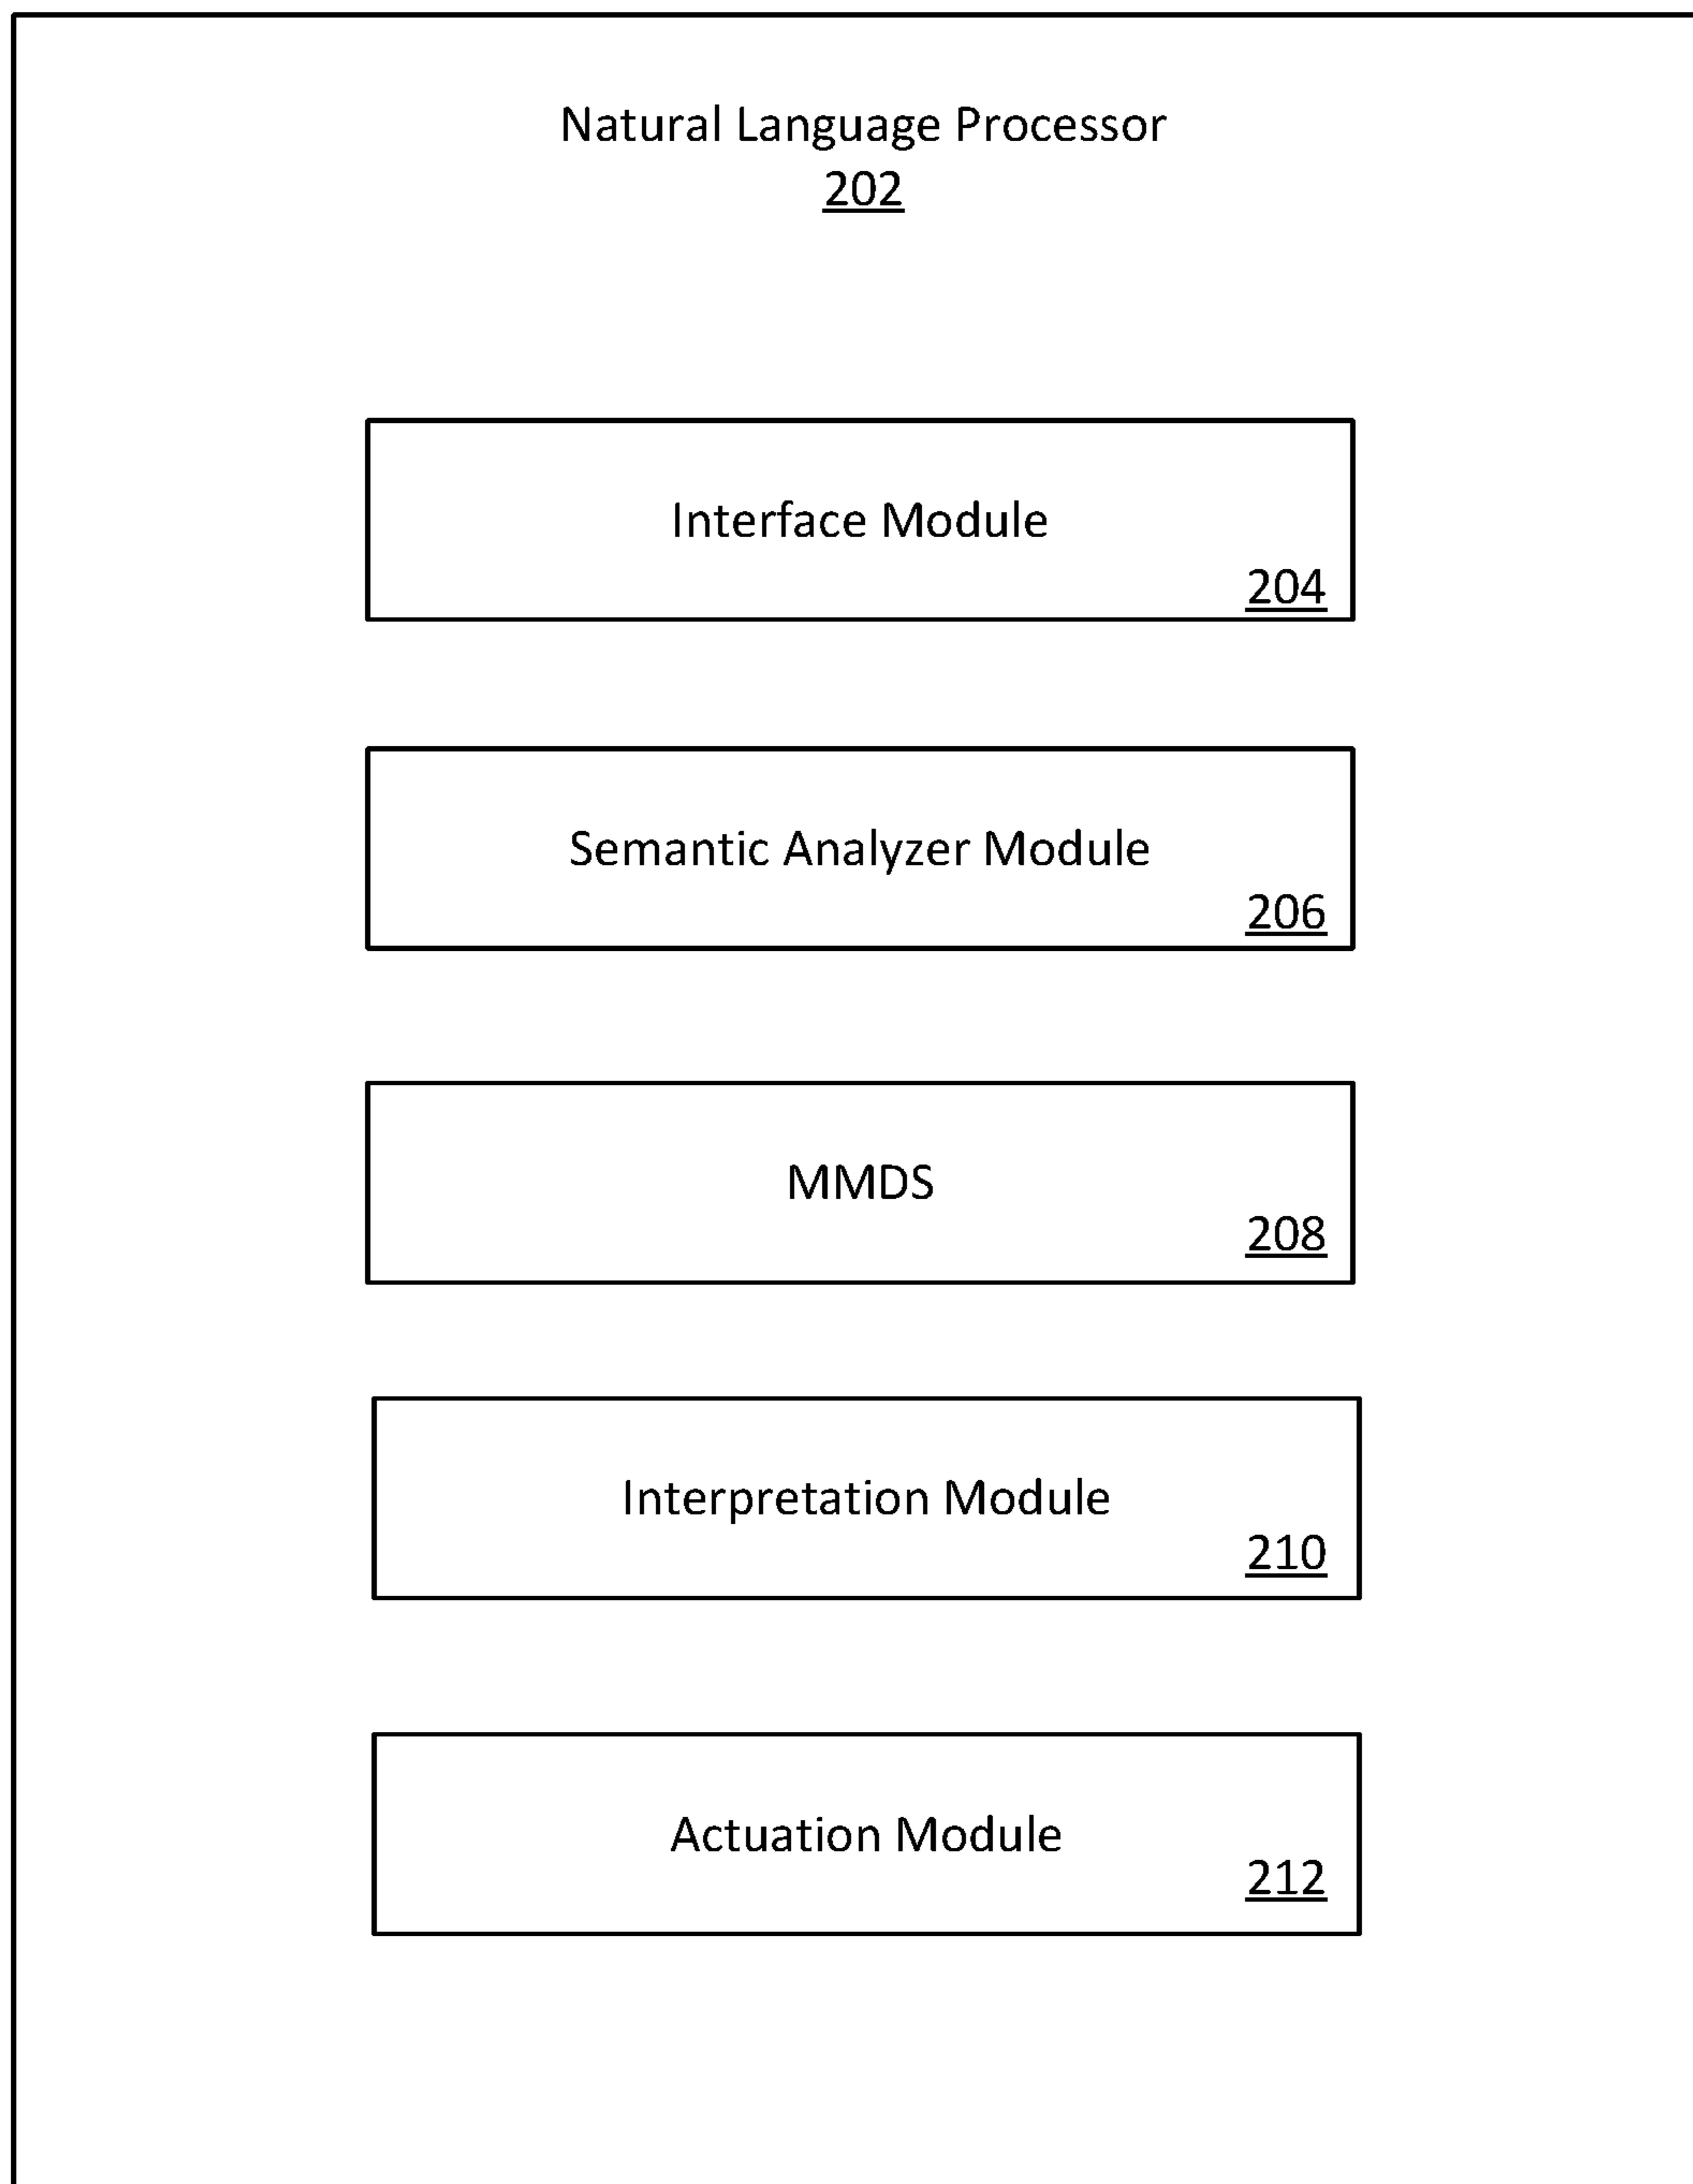 Natural Language Processor
202
Interface Module
204
Semantic Analyzer Module
206
MMDS
208
Interpretation Module
210
Actuation Module
212